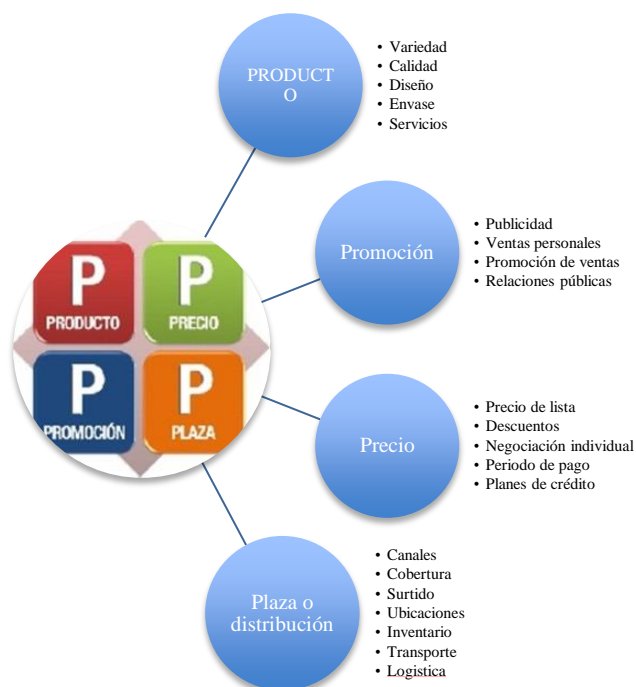 PRODUCT
O
• Variedad
• Calidad
• Diseño
• Envase
• Servicios
P
PRODUCTO
P
PRECIO
P
PROMOCIÓN
P
PLAZA
Promoción
• Publicidad
• Ventas personales
• Promoción de ventas
• Relaciones públicas
Precio
• Precio de lista
• Descuentos
• Negociación individual
• Periodo de pago
• Planes de crédito
Plaza o
distribución
• Canales
• Cobertura
• Surtido
• Ubicaciones
• Inventario
• Transporte
• Logistica